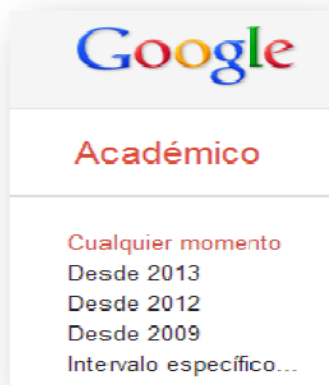 Google
Académico
Cualquier momento
Desde 2013
Desde 2012
Desde 2009
Intervalo específico...